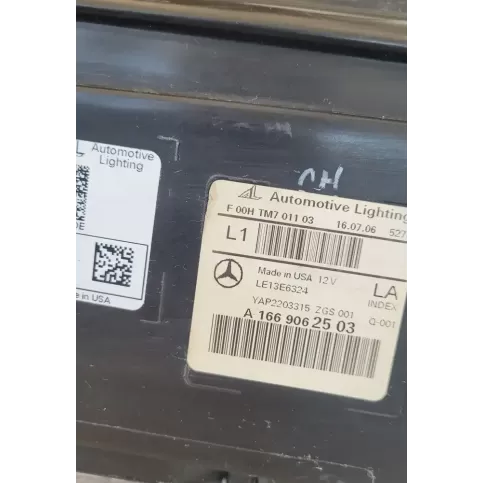 Automotive
Lighting
in USA
CH
AL Automotive Lighting
F 00H TM7 011 03 16.07.06 527
L1
Made in USA 12V
LE13E6324
LA
INDEX
YAP2203315 ZGS 001 Q-001
A 166 906 25 03